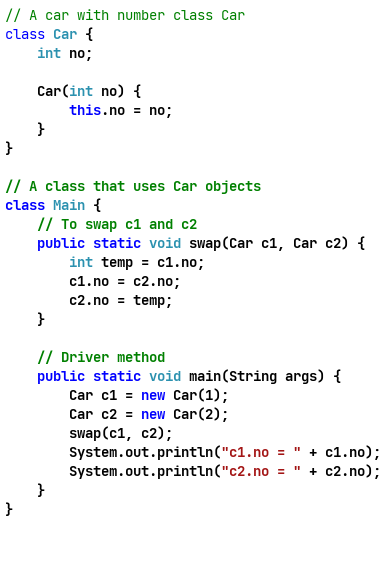 // A car with number class Car
class Car {
    int no;

    Car(int no) {
        this.no = no;
    }
}

// A class that uses Car objects
class Main {
    // To swap c1 and c2
    public static void swap(Car c1, Car c2) {
        int temp = c1.no;
        c1.no = c2.no;
        c2.no = temp;
    }

    // Driver method
    public static void main(String args) {
        Car c1 = new Car(1);
        Car c2 = new Car(2);
        swap(c1, c2);
        System.out.println("c1.no = " + c1.no);
        System.out.println("c2.no = " + c2.no);
    }
}